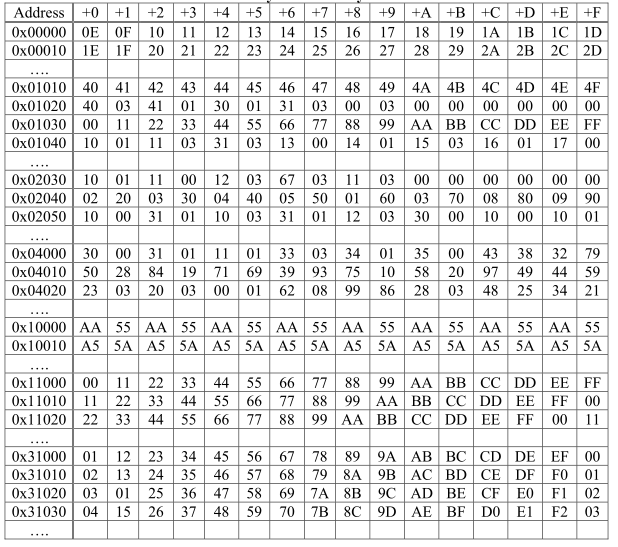 Address +0 +1 +2 +3 +4 +5 +6 +7 +8 +9 +A +B +C +D +E +F
0x00000 0E 0F 10 11 12 13 14 15 16 17 18 19 1A 1B 1C 1D
0x00010 1E 1F 20 21 22 23 24 25 26 27 28 29 2A 2B 2C 2D
….
0x01010 40 41 42 43 44 45 46 47 48 49 4A 4B 4C 4D 4E 4F
0x01020 40 03 41 01 30 01 31 03 00 03 00 00 00 00 00 00
0x01030 00 11 22 33 44 55 66 77 88 99 AA BB CC DD EE FF
0x01040 10 01 11 03 31 03 13 00 14 01 15 03 16 01 17 00
….
0x02030 10 01 11 00 12 03 67 03 11 03 00 00 00 00 00 00
0x02040 02 20 03 30 04 40 05 50 01 60 03 70 08 80 09 90
0x02050 10 00 31 01 10 03 31 01 12 03 30 00 10 00 10 01
….
0x04000 30 00 31 01 11 01 33 03 34 01 35 00 43 38 32 79
0x04010 50 28 84 19 71 69 39 93 75 10 58 20 97 49 44 59
0x04020 23 03 20 03 00 01 62 08 99 86 28 03 48 25 34 21
….
0x10000 AA 55 AA 55 AA 55 AA 55 AA 55 AA 55 AA 55 AA 55
0x10010 A5 5A A5 5A A5 5A A5 5A A5 5A A5 5A A5 5A A5 5A
….
0x11000 00 11 22 33 44 55 66 77 88 99 AA BB CC DD EE FF
0x11010 11 22 33 44 55 66 77 88 99 AA BB CC DD EE FF 00
0x11020 22 33 44 55 66 77 88 99 AA BB CC DD EE FF 00 11
….
0x31000 01 12 23 34 45 56 67 78 89 9A AB BC CD DE EF 00
0x31010 02 13 24 35 46 57 68 79 8A 9B AC BD CE DF F0 01
0x31020 03 01 25 36 47 58 69 7A 8B 9C AD BE CF E0 F1 02
0x31030 04 15 26 37 48 59 70 7B 8C 9D AE BF D0 E1 F2 03
….